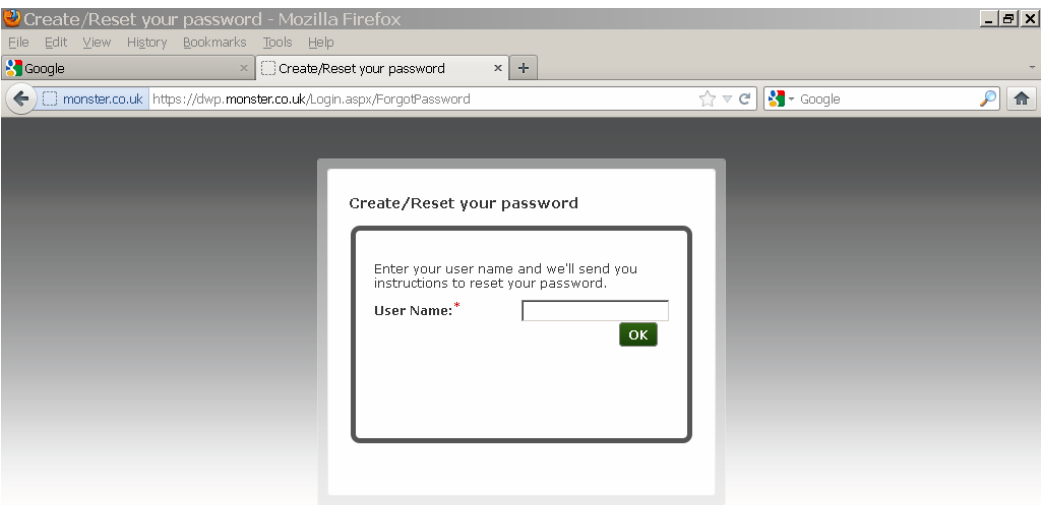 Create/Reset your password - Mozilla Firefox
File Edit View History Bookmarks Tools Help
Google × Create/Reset your password × +
monster.co.uk https://dwp.monster.co.uk/Login.aspx/ForgotPassword Google
Create/Reset your password
Enter your user name and we'll send you
instructions to reset your password.
User Name:*
OK